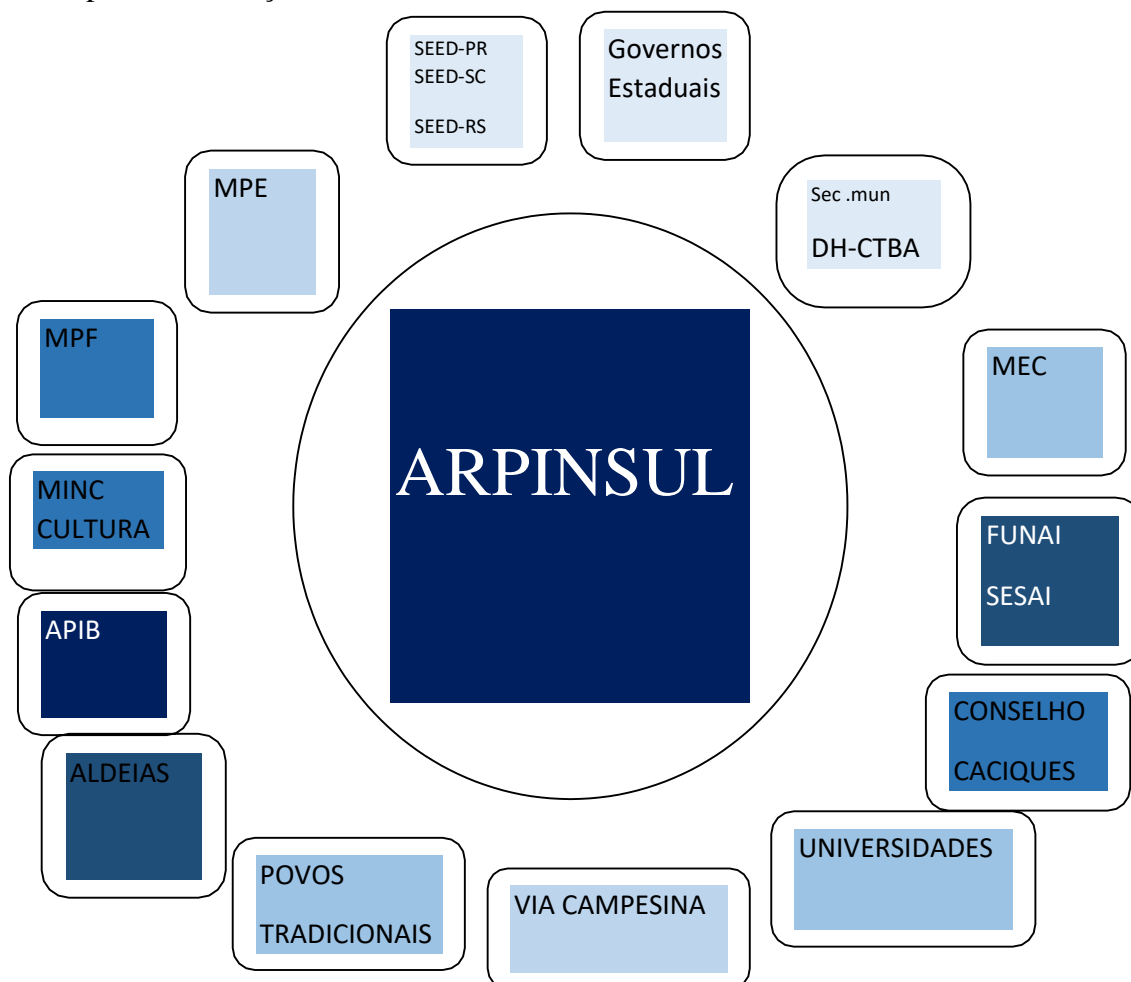 SEED-PR
SEED-SC
SEED-RS
Governos
Estaduais
MPE
Sec .mun
DH-CTBA
MPF
MEC
ARPINSUL
MINC
CULTURA
FUNAI
SESAI
APIB
CONSELHO
CACIQUES
ALDEIAS
UNIVERSIDADES
POVOS
TRADICIONAIS
VIA CAMPESINA